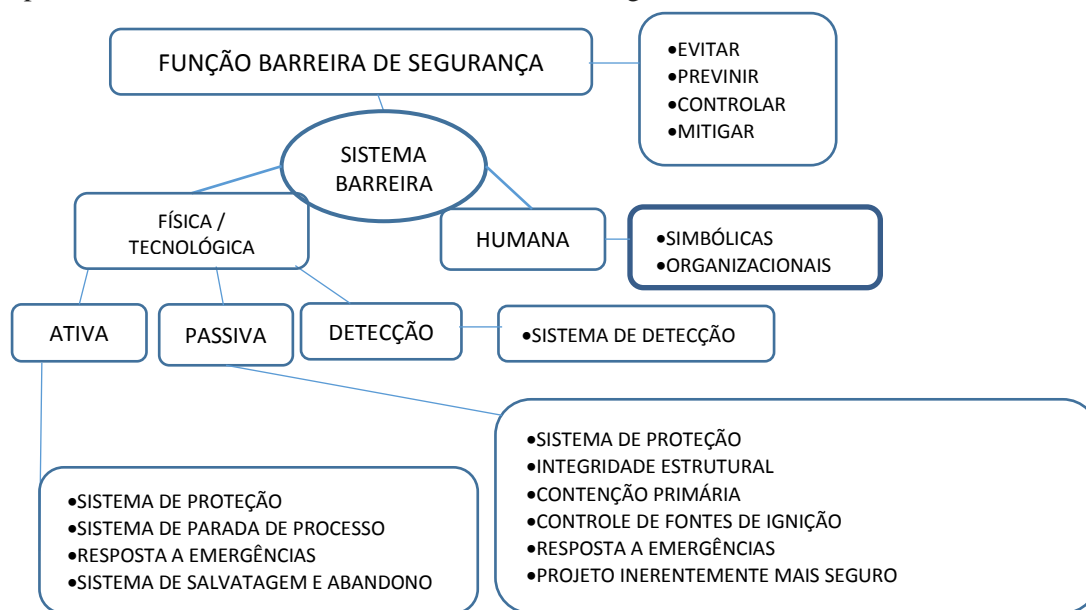 FUNÇÃO BARREIRA DE SEGURANÇA
•EVITAR
•PREVINIR
•CONTROLAR
•MITIGAR
SISTEMA
BARREIRA
FÍSICA /
TECNOLÓGICA
HUMANA
•SIMBÓLICAS
•ORGANIZACIONAIS
ATIVA
PASSIVA
DETECÇÃO
•SISTEMA DE DETECÇÃO
•SISTEMA DE PROTEÇÃO
•SISTEMA DE PARADA DE PROCESSO
•RESPOSTA A EMERGÊNCIAS
•SISTEMA DE SALVATAGEM E ABANDONO
•SISTEMA DE PROTEÇÃO
•INTEGRIDADE ESTRUTURAL
•CONTENÇÃO PRIMÁRIA
•CONTROLE DE FONTES DE IGNIÇÃO
•RESPOSTA A EMERGÊNCIAS
•PROJETO INERENTEMENTE MAIS SEGURO